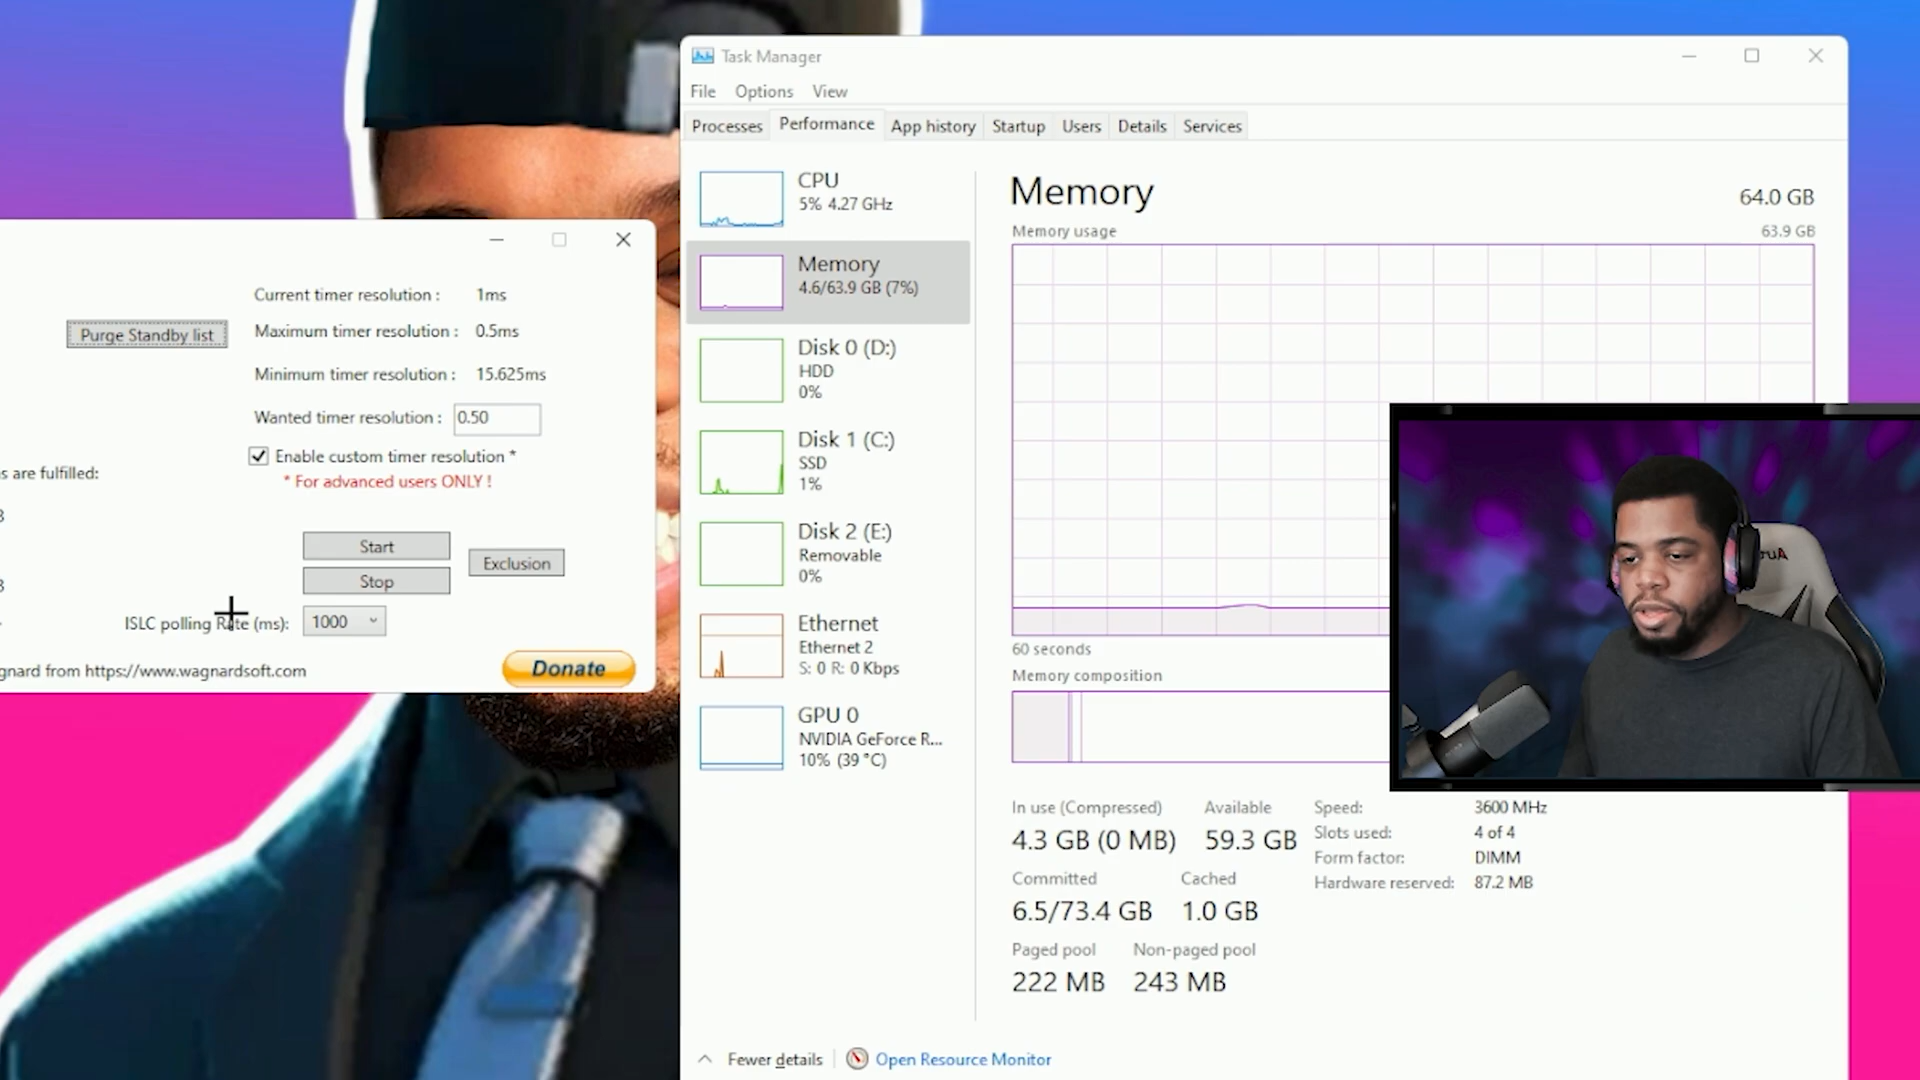 Current timer resolution : 1ms
Purge Standby list
Maximum timer resolution : 0.5ms
Minimum timer resolution : 15.625ms
Wanted timer resolution : 0.50
Enable custom timer resolution *
* For advanced users ONLY !
s are fulfilled:
Start
Stop
Exclusion
ISLC polling Rate (ms): 1000
gnard from https://www.wagnardsoft.com
Donate
Task Manager
File Options View
Processes Performance App history Startup Users Details Services
CPU
5% 4.27 GHz
Memory
4.6/63.9 GB (7%)
Disk 0 (D:)
HDD
0%
Disk 1 (C:)
SSD
1%
Disk 2 (E:)
Removable
0%
Ethernet
Ethernet 2
S: 0 R: 0 Kbps
GPU 0
NVIDIA GeForce R...
10% (39 °C)
Memory 64.0 GB
Memory usage 63.9 GB
60 seconds
Memory composition
In use (Compressed) Available
4.3 GB (0 MB) 59.3 GB
Committed Cached
6.5/73.4 GB 1.0 GB
Paged pool Non-paged pool
222 MB 243 MB
Speed: 3600 MHz
Slots used: 4 of 4
Form factor: DIMM
Hardware reserved: 87.2 MB
Fewer details Open Resource Monitor